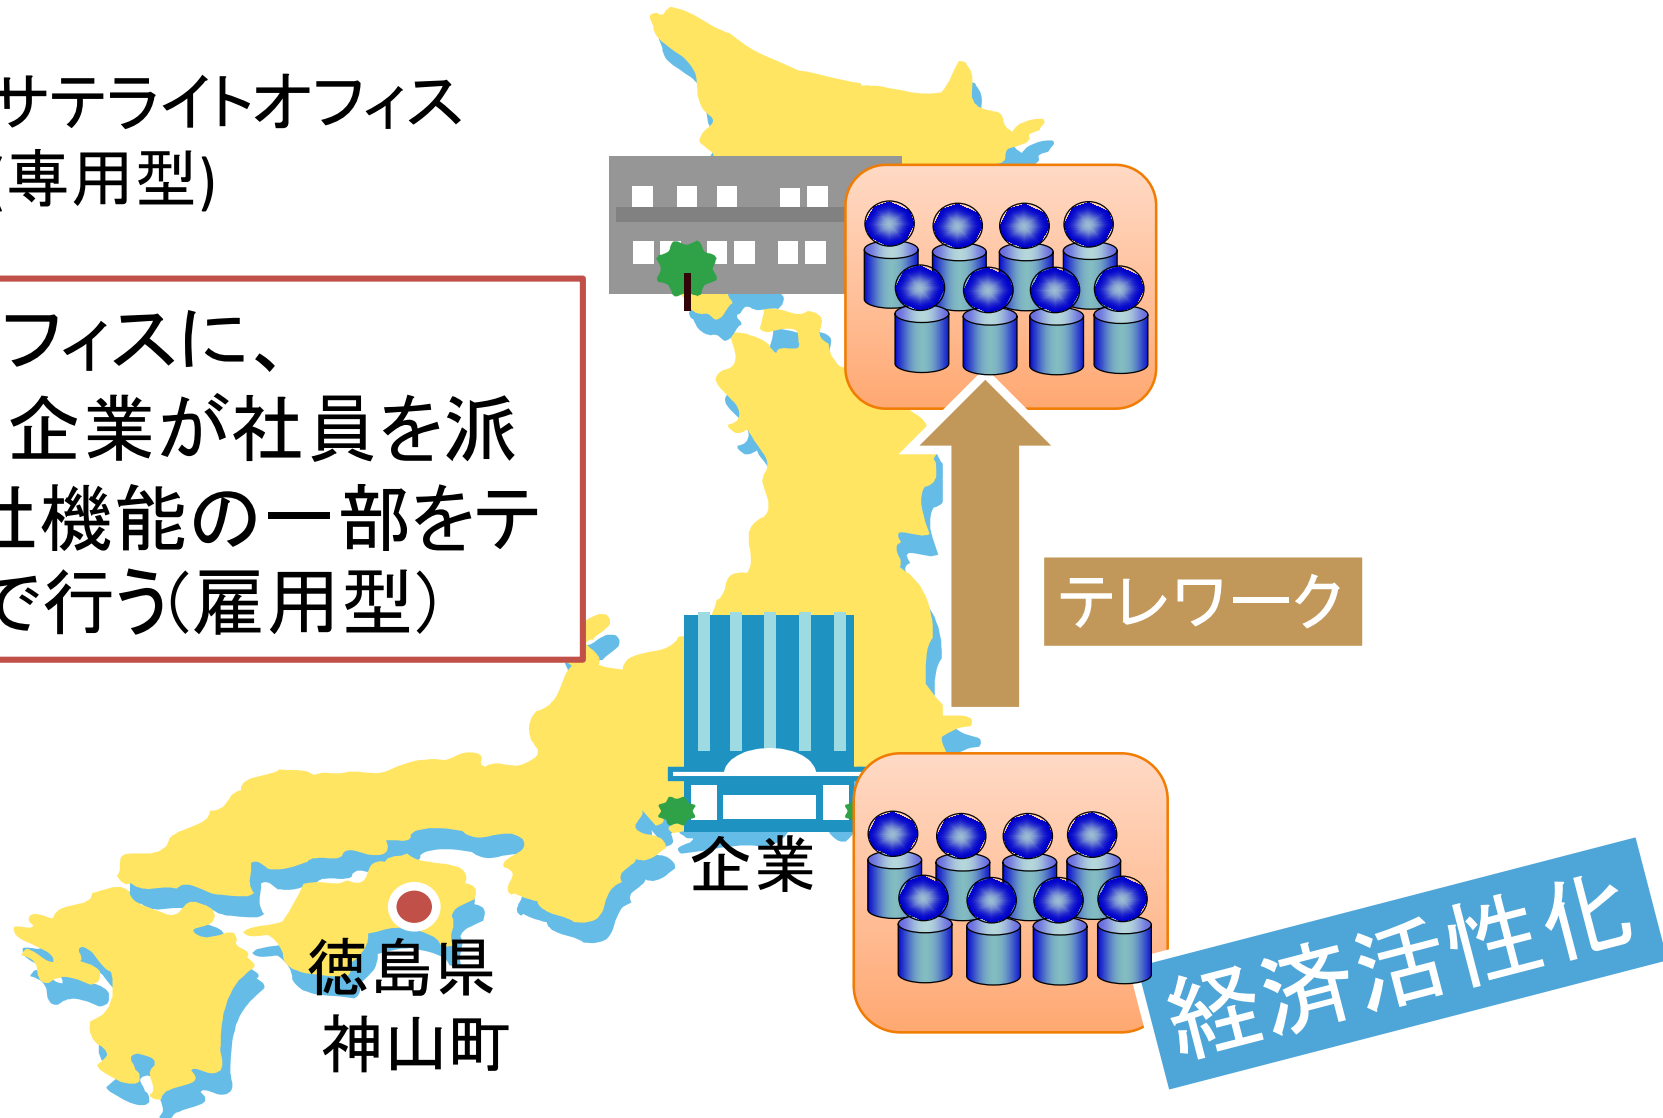 サテライトオフィス
(専用型)
フィスに、
企業が社員を派
社機能の一部をテ
で行う(雇用型)
テレワーク
企業
経済活性化
徳島県
神山町